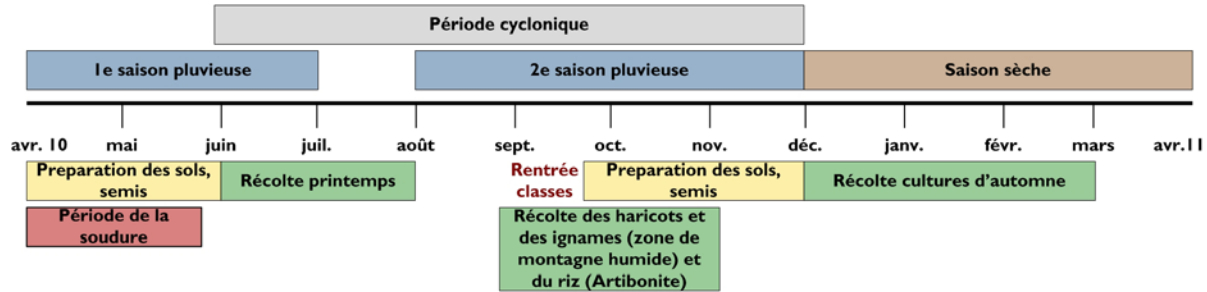 Période cyclonique
1e saison pluvieuse
2e saison pluvieuse
Saison sèche
avr. 10 mai juin juil. août sept. oct. nov. déc. janv. févr. mars avr.11
Preparation des sols,
semis
Récolte printemps
Rentrée
classes
Preparation des sols,
semis
Récolte cultures d'automne
Période de la
soudure
Récolte des haricots et
des ignames (zone de
montagne humide) et
du riz (Artibonite)